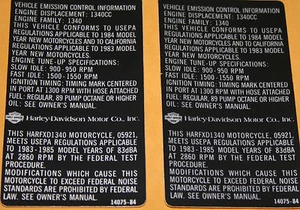 VEHICLE EMISSION CONTROL INFORMATION
ENGINE DISPLACEMENT: 1340CC
ENGINE FAMILY: 1340
THIS VEHICLE CONFORMS TO USEPA
REGULATIONS APPLICABLE TO 1984 MODEL
YEAR NEW MOTORCYCLES AND TO CALIFORNIA
REGULATIONS APPLICABLE TO 1983 MODEL
YEAR NEW MOTORCYCLES.
ENGINE TUNE-UP SPECIFICATIONS:
SLOW IDLE: 900-950 RPM
FAST IDLE: 1500-1550 RPM
IGNITION TIMING: TIMING MARK CENTERED
IN PORT AT 1300 RPM WITH HOSE ATTACHED
FUEL: REGULAR, 89 PUMP OCTANE OR HIGHER
OIL: SEE OWNER'S MANUAL.
Harley-Davidson Motor Co., Inc.
THIS HARFXD1340 MOTORCYCLE, 05921,
MEETS USEPA REGULATIONS APPLICABLE
TO 1983-1985 MODEL YEARS OF 83dBA
AT 2860 RPM BY THE FEDERAL TEST
PROCEDURE.
MODIFICATIONS WHICH CAUSE THIS
MOTORCYCLE TO EXCEED FEDERAL NOISE
STANDARDS ARE PROHIBITED BY FEDERAL
LAW. SEE OWNER'S MANUAL.
14075-84
VEHICLE EMISSION CONTROL INFORMATION
ENGINE DISPLACEMENT: 1340CC
ENGINE FAMILY: 1340
THIS VEHICLE CONFORMS TO USEPA
REGULATIONS APPLICABLE TO 1984 MODEL
YEAR NEW MOTORCYCLES AND TO CALIFORNIA
REGULATIONS APPLICABLE TO 1983 MODEL
YEAR NEW MOTORCYCLES.
ENGINE TUNE-UP SPECIFICATIONS:
SLOW IDLE: 900-950 RPM
FAST IDLE: 1500-1550 RPM
IGNITION TIMING: TIMING MARK CENTERED
IN PORT AT 1300 RPM WITH HOSE ATTACHED
FUEL: REGULAR, 89 PUMP OCTANE OR HIGHER
OIL: SEE OWNER'S MANUAL.
Harley-Davidson Motor Co., Inc.
THIS HARFXD1340 MOTORCYCLE, 05921,
MEETS USEPA REGULATIONS APPLICABLE
TO 1983-1985 MODEL YEARS OF 83dBA
AT 2860 RPM BY THE FEDERAL TEST
PROCEDURE.
MODIFICATIONS WHICH CAUSE THIS
MOTORCYCLE TO EXCEED FEDERAL NOISE
STANDARDS ARE PROHIBITED BY FEDERAL
LAW. SEE OWNER'S MANUAL.
14075-84